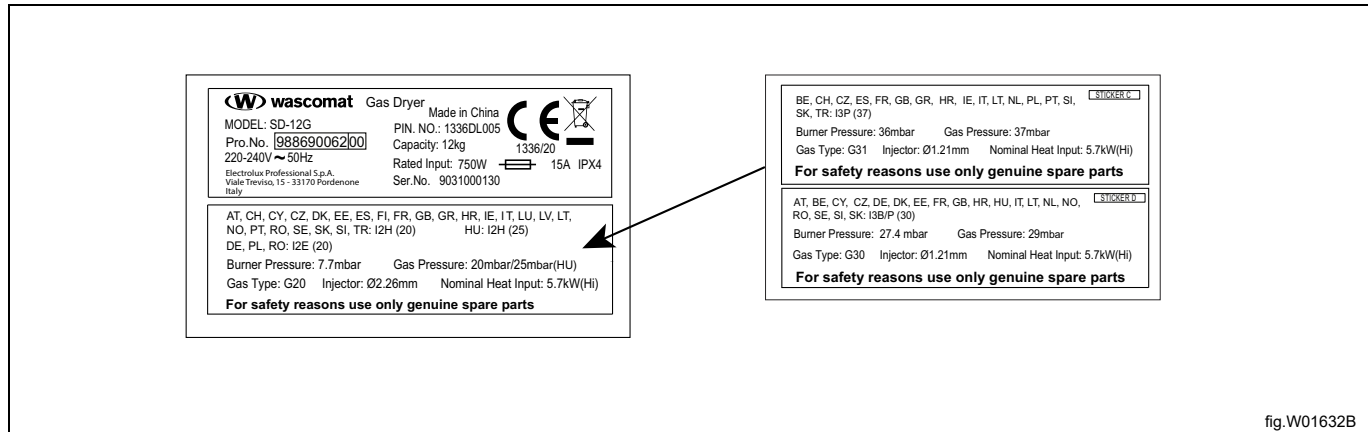 wascomat Gas Dryer
Made in China
MODEL: SD-12G
PIN. NO.: 1336DL005
Pro.No. 988690062 00
Capacity: 12kg
1336/20
220-240V ~ 50Hz
Rated Input: 750W 15A IPX4
Electrolux Professional S.p.A.
Viale Treviso, 15 - 33170 Pordenone
Italy
Ser.No. 9031000130
AT, CH, CY, CZ, DK, EE, ES, FI, FR, GB, GR, HR, IE, IT, LU, LV, LT,
NO, PT, RO, SE, SK, SI, TR: I2H (20) HU: I2H (25)
DE, PL, RO: I2E (20)
Burner Pressure: 7.7mbar Gas Pressure: 20mbar/25mbar(HU)
Gas Type: G20 Injector: Ø2.26mm Nominal Heat Input: 5.7kW(Hi)
For safety reasons use only genuine spare parts
STICKER C
BE, CH, CZ, ES, FR, GB, GR, HR, IE, IT, LT, NL, PL, PT, SI,
SK, TR: I3P (37)
Burner Pressure: 36mbar Gas Pressure: 37mbar
Gas Type: G31 Injector: Ø1.21mm Nominal Heat Input: 5.7kW(Hi)
For safety reasons use only genuine spare parts
STICKER D
AT, BE, CY, CZ, DE, DK, EE, FR, GB, HR, HU, IT, LT, NL, NO,
RO, SE, SI, SK: I3B/P (30)
Burner Pressure: 27.4 mbar Gas Pressure: 29mbar
Gas Type: G30 Injector: Ø1.21mm Nominal Heat Input: 5.7kW(Hi)
For safety reasons use only genuine spare parts
fig.W01632B